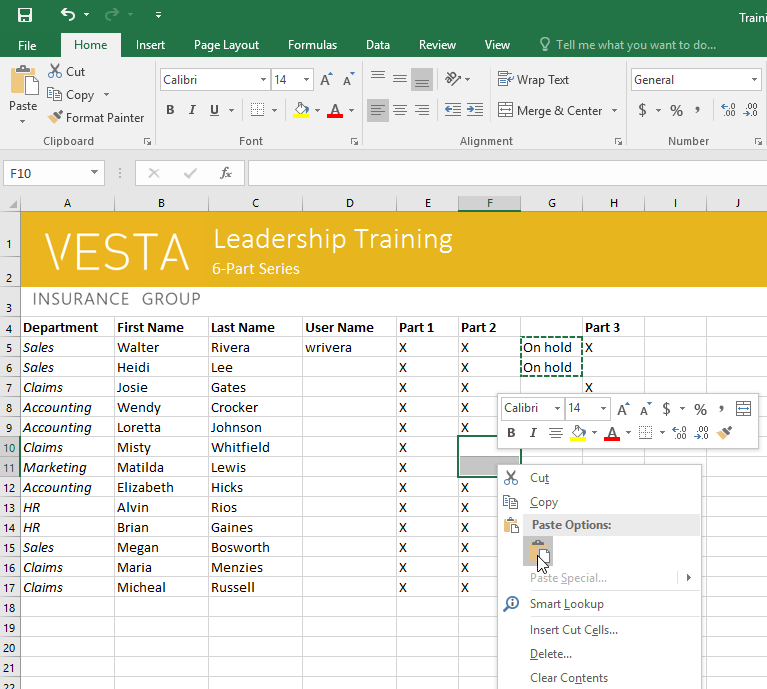 Traini
File Home Insert Page Layout Formulas Data Review View Tell me what you want to do...
Paste Cut Copy Format Painter
Calibri 14 B I U A A A
Wrap Text Merge & Center
General $ % , .00 .0 .00
Clipboard Font Alignment Number
F10 fx
A B C D E F G H I J
1 VESTA Leadership Training
2 6-Part Series
3 INSURANCE GROUP
4 Department First Name Last Name User Name Part 1 Part 2 Part 3
5 Sales Walter Rivera wrivera X X On hold X
6 Sales Heidi Lee X X On hold
7 Claims Josie Gates X X X
8 Accounting Wendy Crocker X X
9 Accounting Loretta Johnson X X
10 Claims Misty Whitfield X
11 Marketing Matilda Lewis X
12 Accounting Elizabeth Hicks X X
13 HR Alvin Rios X X
14 HR Brian Gaines X X
15 Sales Megan Bosworth X X
16 Claims Maria Menzies X X
17 Claims Micheal Russell X X
18
19
20
21
22
Calibri 14 A A $ % ,
B I A .00 .00
Cut
Copy
Paste Options:
Paste Special...
Smart Lookup
Insert Cut Cells...
Delete...
Clear Contents